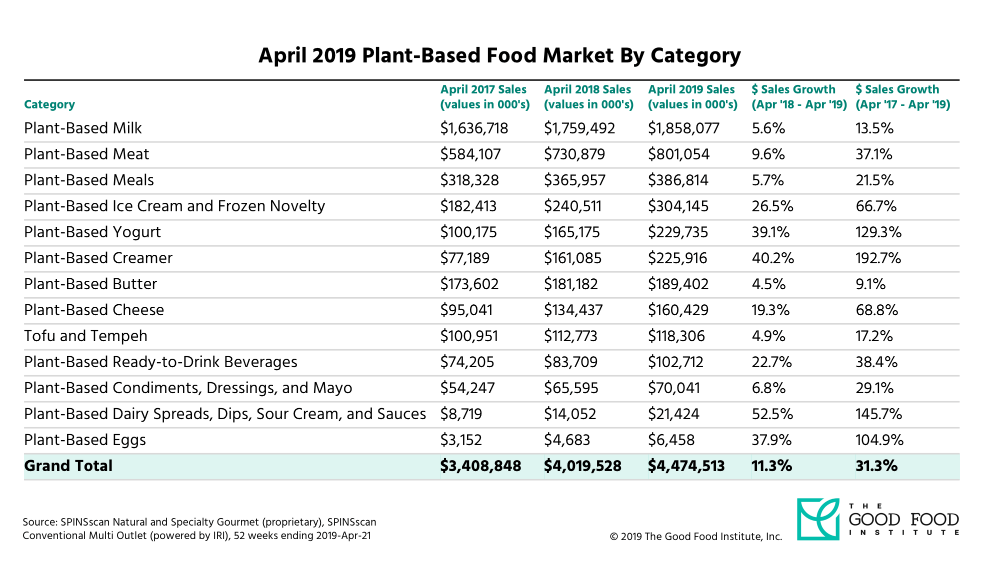 April 2019 Plant-Based Food Market By Category
Category April 2017 Sales (values in 000's) April 2018 Sales (values in 000's) April 2019 Sales (values in 000's) $ Sales Growth (Apr '18 - Apr '19) $ Sales Growth (Apr '17 - Apr '19)
Plant-Based Milk $1,636,718 $1,759,492 $1,858,077 5.6% 13.5%
Plant-Based Meat $584,107 $730,879 $801,054 9.6% 37.1%
Plant-Based Meals $318,328 $365,957 $386,814 5.7% 21.5%
Plant-Based Ice Cream and Frozen Novelty $182,413 $240,511 $304,145 26.5% 66.7%
Plant-Based Yogurt $100,175 $165,175 $229,735 39.1% 129.3%
Plant-Based Creamer $77,189 $161,085 $225,916 40.2% 192.7%
Plant-Based Butter $173,602 $181,182 $189,402 4.5% 9.1%
Plant-Based Cheese $95,041 $134,437 $160,429 19.3% 68.8%
Tofu and Tempeh $100,951 $112,773 $118,306 4.9% 17.2%
Plant-Based Ready-to-Drink Beverages $74,205 $83,709 $102,712 22.7% 38.4%
Plant-Based Condiments, Dressings, and Mayo $54,247 $65,595 $70,041 6.8% 29.1%
Plant-Based Dairy Spreads, Dips, Sour Cream, and Sauces $8,719 $14,052 $21,424 52.5% 145.7%
Plant-Based Eggs $3,152 $4,683 $6,458 37.9% 104.9%
Grand Total $3,408,848 $4,019,528 $4,474,513 11.3% 31.3%
Source: SPINSscan Natural and Specialty Gourmet (proprietary), SPINSscan
Conventional Multi Outlet (powered by IRI), 52 weeks ending 2019-Apr-21
© 2019 The Good Food Institute, Inc.
THE
GOOD FOOD
INSTITUTE